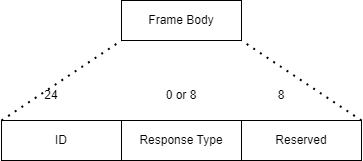 Frame Body
24 0 or 8 8
ID Response Type Reserved